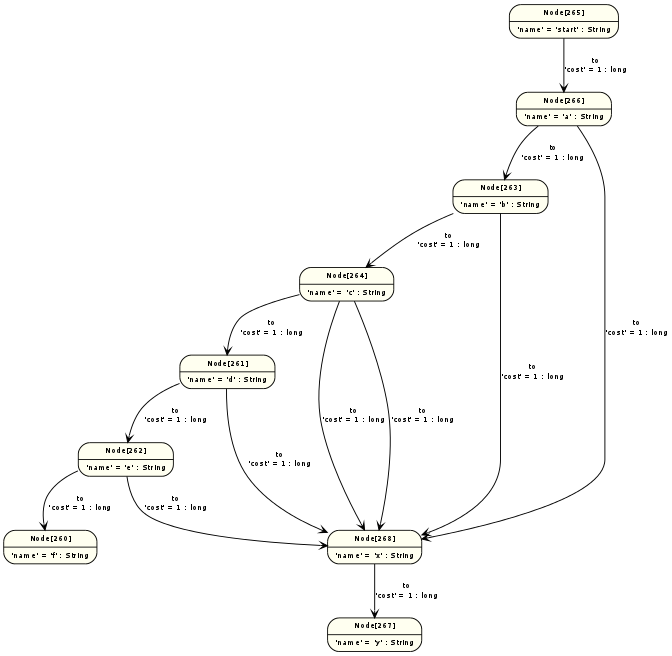 Node[265]
'name' = 'start' : String
to
'cost' = 1 : long
Node[266]
'name' = 'a' : String
to
'cost' = 1 : long
Node[263]
'name' = 'b' : String
to
'cost' = 1 : long
Node[264]
'name' = 'c' : String
to
'cost' = 1 : long
to
'cost' = 1 : long
Node[261]
'name' = 'd' : String
to
'cost' = 1 : long
to
'cost' = 1 : long
to
'cost' = 1 : long
to
'cost' = 1 : long
Node[262]
'name' = 'e' : String
to
'cost' = 1 : long
to
'cost' = 1 : long
to
'cost' = 1 : long
Node[260]
'name' = 'f' : String
Node[268]
'name' = 'x' : String
to
'cost' = 1 : long
Node[267]
'name' = 'y' : String